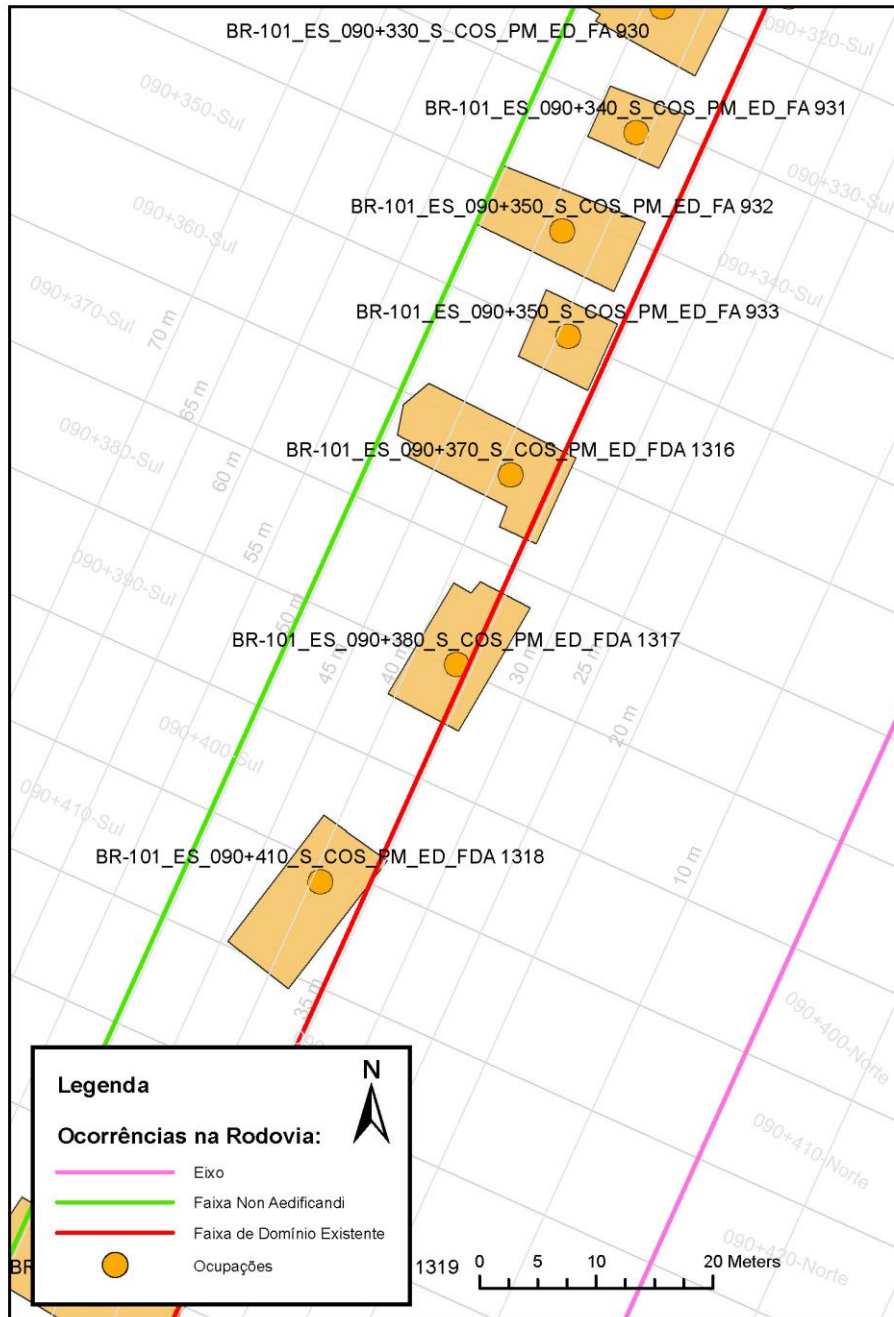 BR-101_ES_090+330_S_COS_PM_ED_FA 930
090+320-Sul
090+350-Sul
BR-101_ES_090+340_S_COS_PM_ED_FA 931
090+330-Sul
090+360-Sul
BR-101_ES_090+350_S_COS_PM_ED_FA 932
090+340-Sul
090+370-Sul
70 m
BR-101_ES_090+350_S_COS_PM_ED_FA 933
65 m
090+380-Sul
60 m
BR-101_ES_090+370_S_COS_PM_ED_FDA 1316
55 m
090+390-Sul
50 m
BR-101_ES_090+380_S_COS_PM_ED_FDA 1317
45 m
40 m
30 m
25 m
20 m
090+400-Sul
090+410-Sul
BR-101_ES_090+410_S_COS_PM_ED_FDA 1318
10 m
35 m
090+400-Norte
090+410-Norte
090+420-Norte
Legenda
N
Ocorrências na Rodovia:
Eixo
Faixa Non Aedificandi
Faixa de Domínio Existente
Ocupações
1319
0 5 10 20 Meters